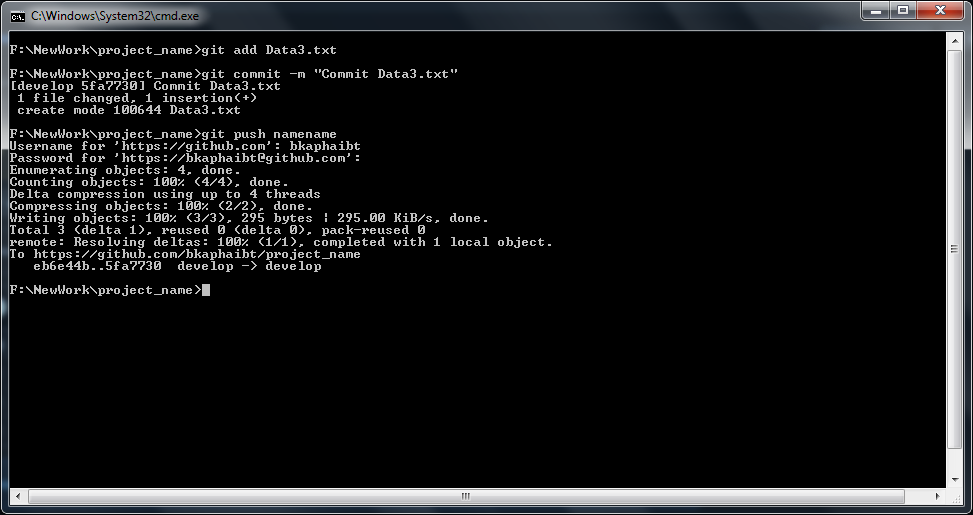 C:\Windows\System32\cmd.exe
F:\NewWork\project_name>git add Data3.txt
F:\NewWork\project_name>git commit -m "Commit Data3.txt"
[develop 5fa7730] Commit Data3.txt
 1 file changed, 1 insertion(+)
 create mode 100644 Data3.txt
F:\NewWork\project_name>git push namename
Username for 'https://github.com': bkaphaibt
Password for 'https://bkaphaibt@github.com':
Enumerating objects: 4, done.
Counting objects: 100% (4/4), done.
Delta compression using up to 4 threads
Compressing objects: 100% (2/2), done.
Writing objects: 100% (3/3), 295 bytes ¦ 295.00 KiB/s, done.
Total 3 (delta 1), reused 0 (delta 0), pack-reused 0
remote: Resolving deltas: 100% (1/1), completed with 1 local object.
To https://github.com/bkaphaibt/project_name
   eb6e44b..5fa7730  develop -> develop
F:\NewWork\project_name>